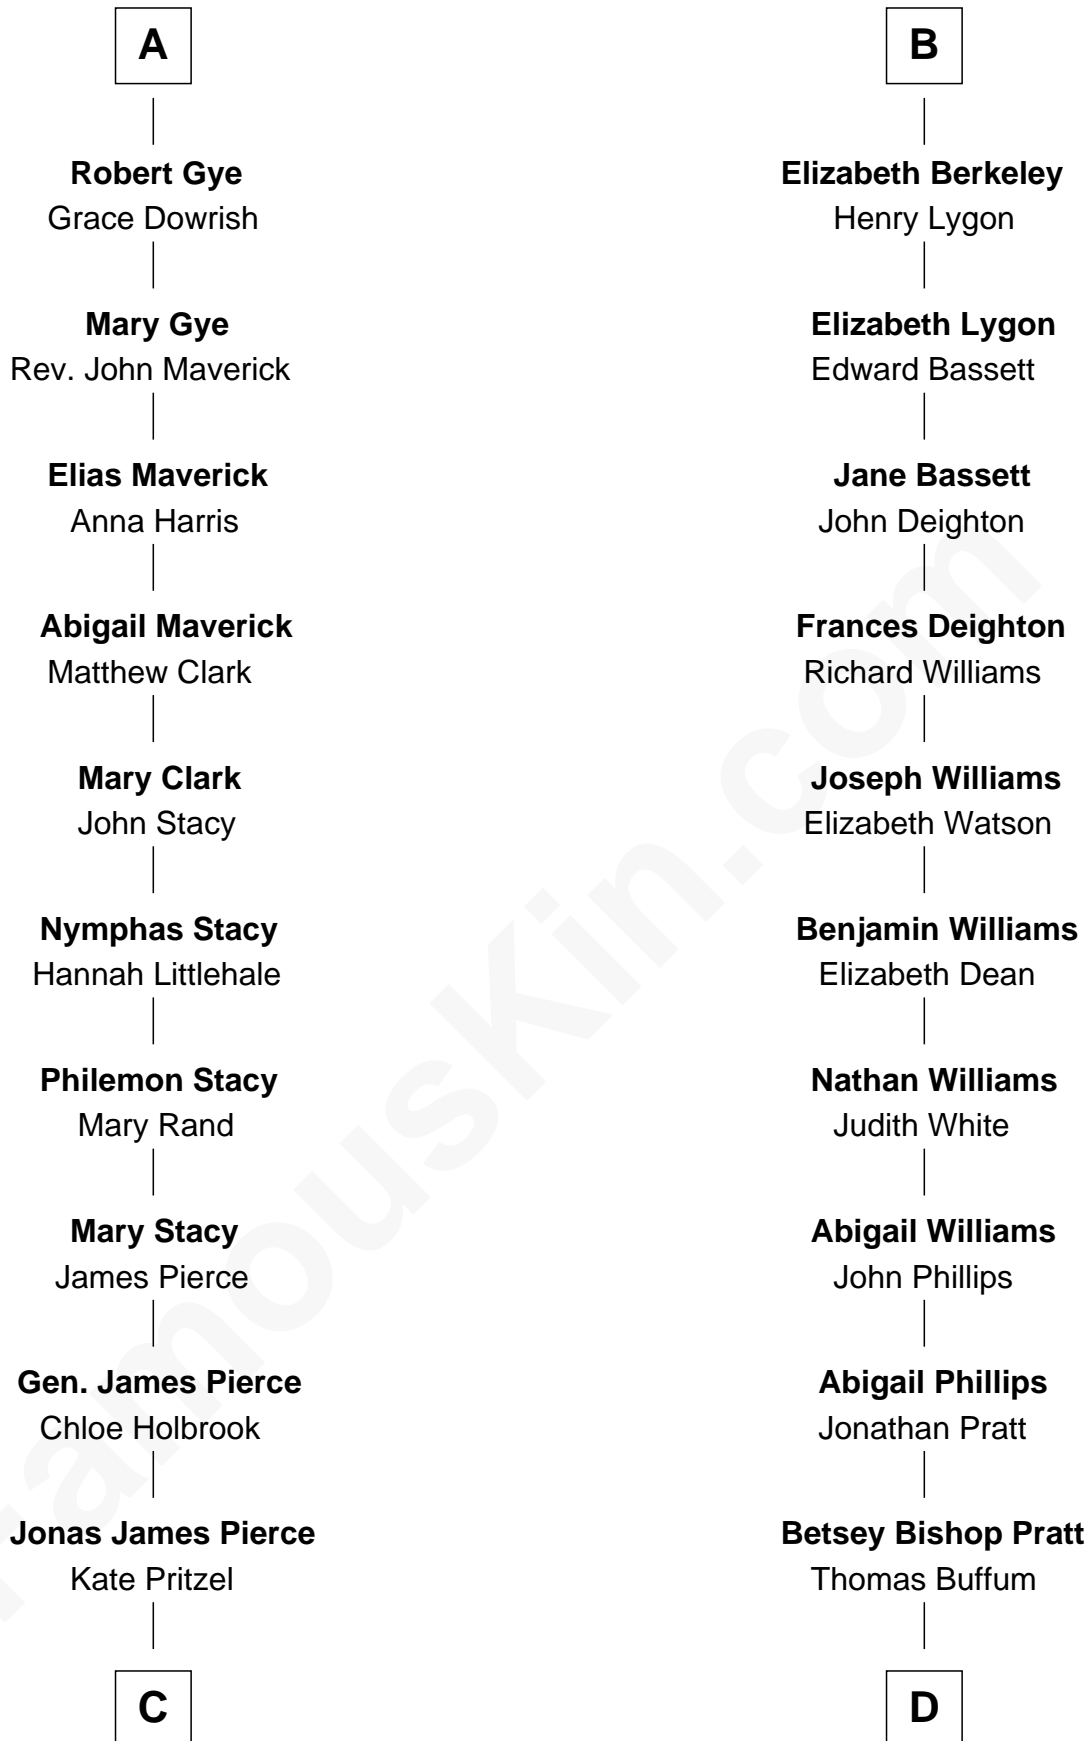 A
Robert Gye
Grace Dowrish
Mary Gye
Rev. John Maverick
Elias Maverick
Anna Harris
Abigail Maverick
Matthew Clark
Mary Clark
John Stacy
Nymphas Stacy
Hannah Littlehale
Philemon Stacy
Mary Rand
Mary Stacy
James Pierce
Gen. James Pierce
Chloe Holbrook
Jonas James Pierce
Kate Pritzel
C
B
Elizabeth Berkeley
Henry Lygon
Elizabeth Lygon
Edward Bassett
Jane Bassett
John Deighton
Frances Deighton
Richard Williams
Joseph Williams
Elizabeth Watson
Benjamin Williams
Elizabeth Dean
Nathan Williams
Judith White
Abigail Williams
John Phillips
Abigail Phillips
Jonathan Pratt
Betsey Bishop Pratt
Thomas Buffum
D
FamousKin.com